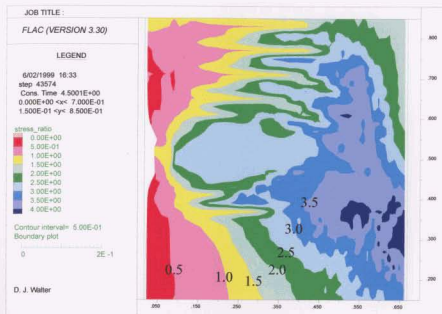 JOB TITLE :
FLAC (VERSION 3.30)
LEGEND
6/02/1999 16:33
step 43574
Cons. Time 4.5001E+00
0.000E+00 <x< 7.000E-01
1.500E-01 <y< 8.500E-01
stress_ratio
0.00E+00
5.00E-01
1.00E+00
1.50E+00
2.00E+00
2.50E+00
3.00E+00
3.50E+00
4.00E+00
Contour interval= 5.00E-01
Boundary plot
0 2E -1
D. J. Walter
0.5
1.0
1.5
2.0
2.5
3.0
3.5
.800
.700
.600
.500
.400
.300
.200
.050 .150 .250 .350 .450 .550 .650